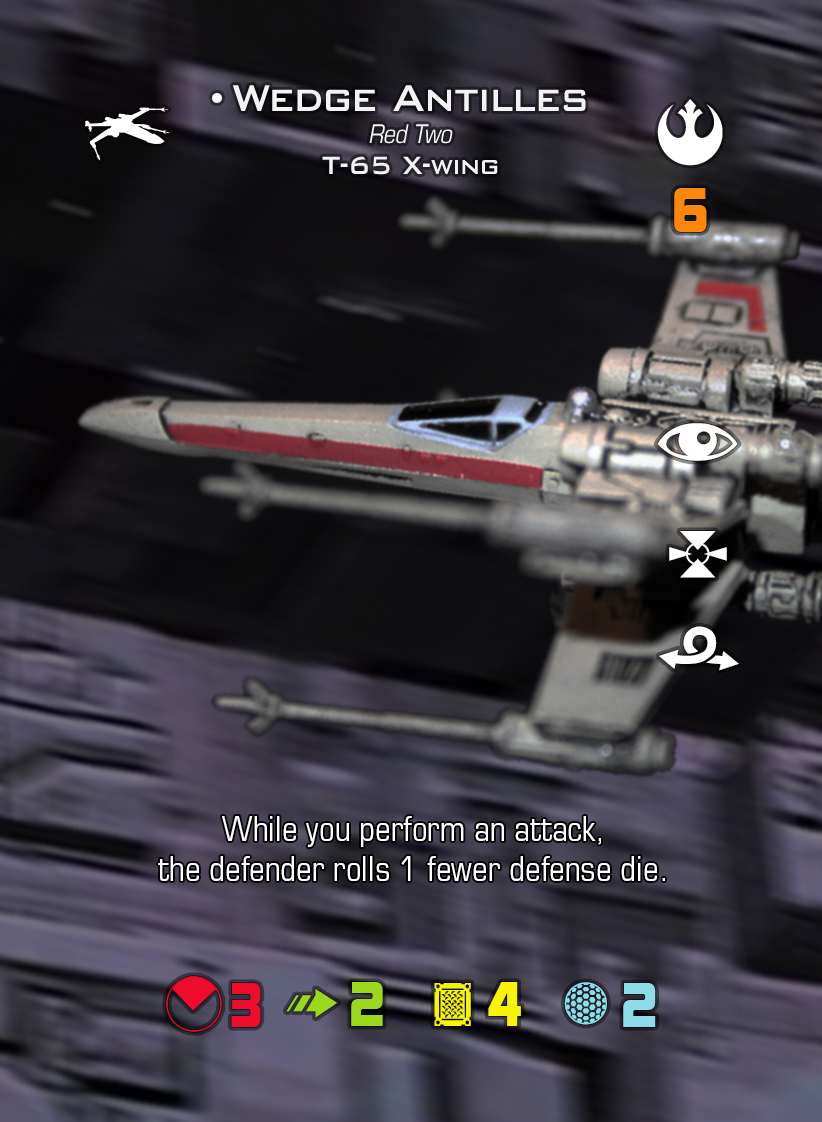 • Wedge Antilles
Red Two
T-65 X-wing
6
While you perform an attack,
the defender rolls 1 fewer defense die.
3 2 4 2